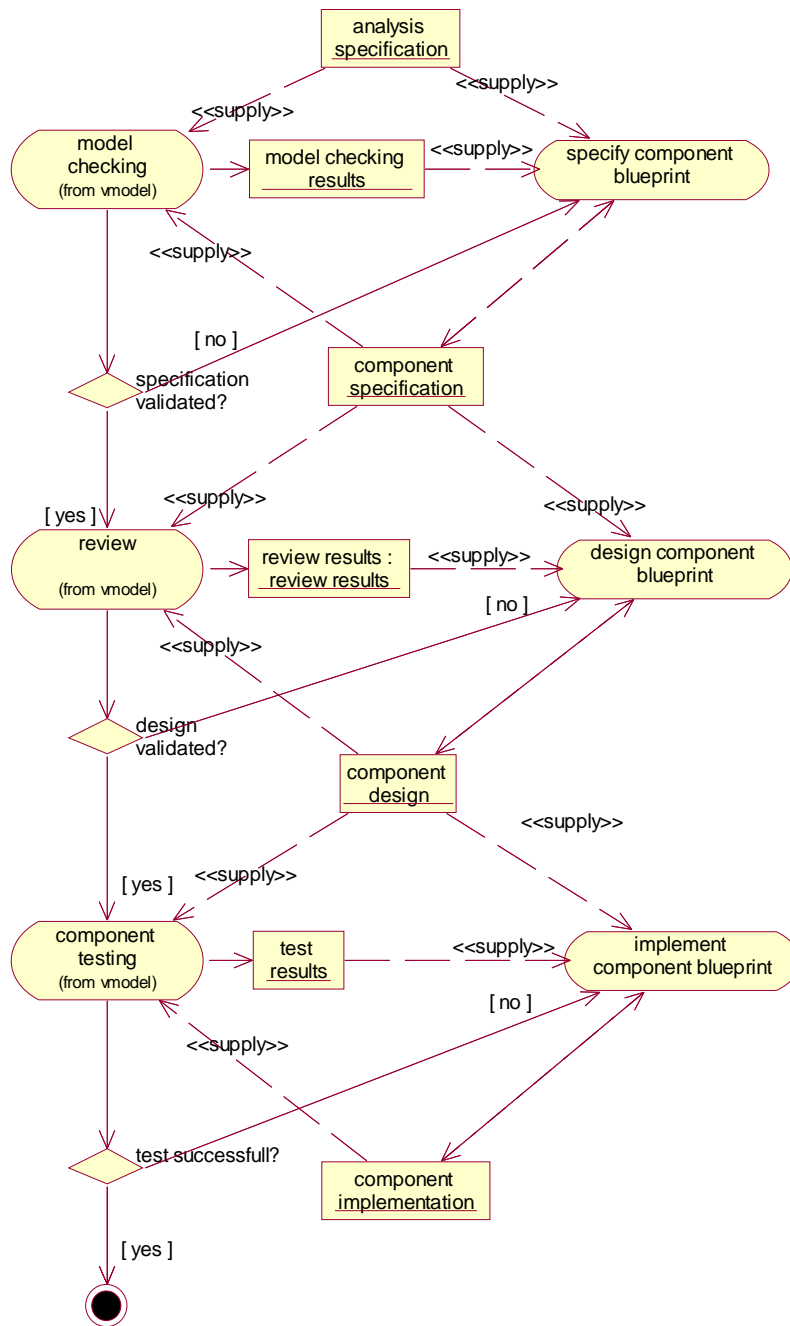 analysis
specification
<<supply>>
<<supply>>
model
checking
(from vmodel)
model checking
results
<<supply>>
specify component
blueprint
<<supply>>
[ no ]
component
specification
specification
validated?
<<supply>>
<<supply>>
[ yes ]
review
(from vmodel)
review results :
review results
<<supply>>
design component
blueprint
[ no ]
<<supply>>
design
validated?
component
design
<<supply>>
<<supply>>
[ yes ]
component
testing
(from vmodel)
test
results
<<supply>>
implement
component blueprint
[ no ]
<<supply>>
test successfull?
component
implementation
[ yes ]